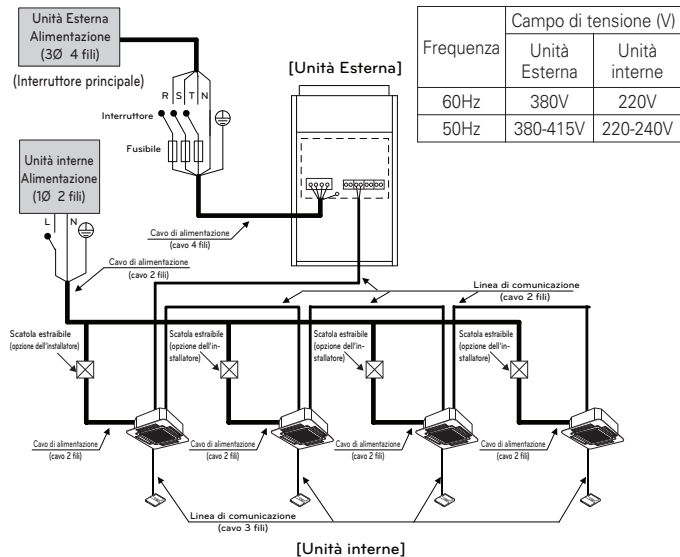 Unità Esterna
Alimentazione
(3Ø 4 fili)
(Interruttore principale)
R S T N
Interruttore
Fusibile
[Unità Esterna]
Frequenza
Campo di tensione (V)
Unità
Esterna
Unità
interne
60Hz 380V 220V
50Hz 380-415V 220-240V
Unità interne
Alimentazione
(1Ø 2 fili)
L N
Cavo di alimentazione
(cavo 4 fili)
Cavo di alimentazione
(cavo 2 fili)
Linea di comunicazione
(cavo 2 fili)
Scatola estraibile
(opzione dell'installatore)
Scatola estraibile
(opzione dell'in-
stallatore)
Scatola estraibile
(opzione dell'in-
stallatore)
Scatola estraibile
(opzione dell'in-
stallatore)
Cavo di alimentazione
(cavo 2 fili)
Cavo di alimentazione
(cavo 2 fili)
Cavo di alimentazione
(cavo 2 fili)
Cavo di alimentazione
(cavo 2 fili)
Linea di comunicazione
(cavo 3 fili)
[Unità interne]